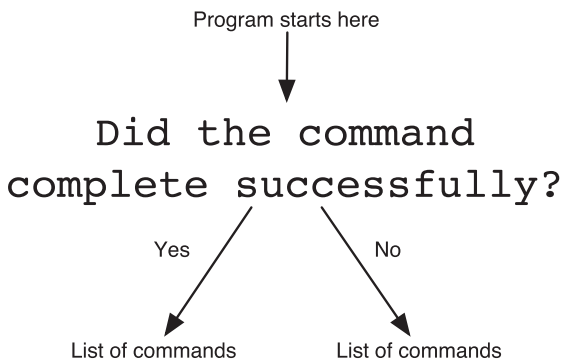 Program starts here
Did the command
complete successfully?
Yes
No
List of commands
List of commands